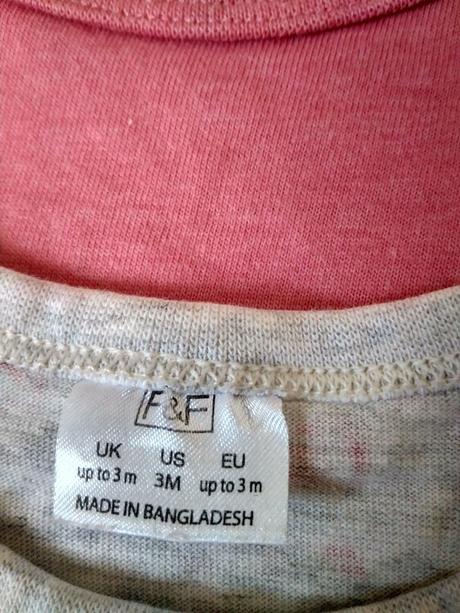 F&F
UK US EU
up to 3 m 3M up to 3 m
MADE IN BANGLADESH